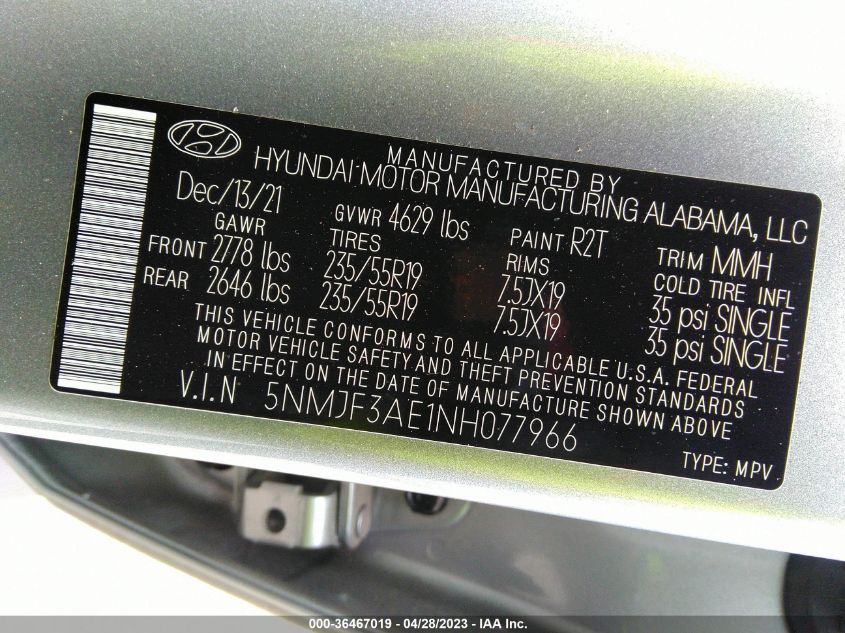 MANUFACTURED BY
HYUNDAI MOTOR MANUFACTURING ALABAMA, LLC
Dec/13/21 GVWR 4629 lbs PAINT R2T TRIM MMH
GAWR TIRES RIMS COLD TIRE INFL
FRONT 2778 lbs 235/55R19 7.5JX19 35 psi SINGLE
REAR 2646 lbs 235/55R19 7.5JX19 35 psi SINGLE
THIS VEHICLE CONFORMS TO ALL APPLICABLE U.S.A. FEDERAL
MOTOR VEHICLE SAFETY AND THEFT PREVENTION STANDARDS
IN EFFECT ON THE DATE OF MANUFACTURE SHOWN ABOVE
V.I.N 5NMJF3AE1NH077966
TYPE: MPV
000-36467019 - 04/28/2023 - IAA Inc.